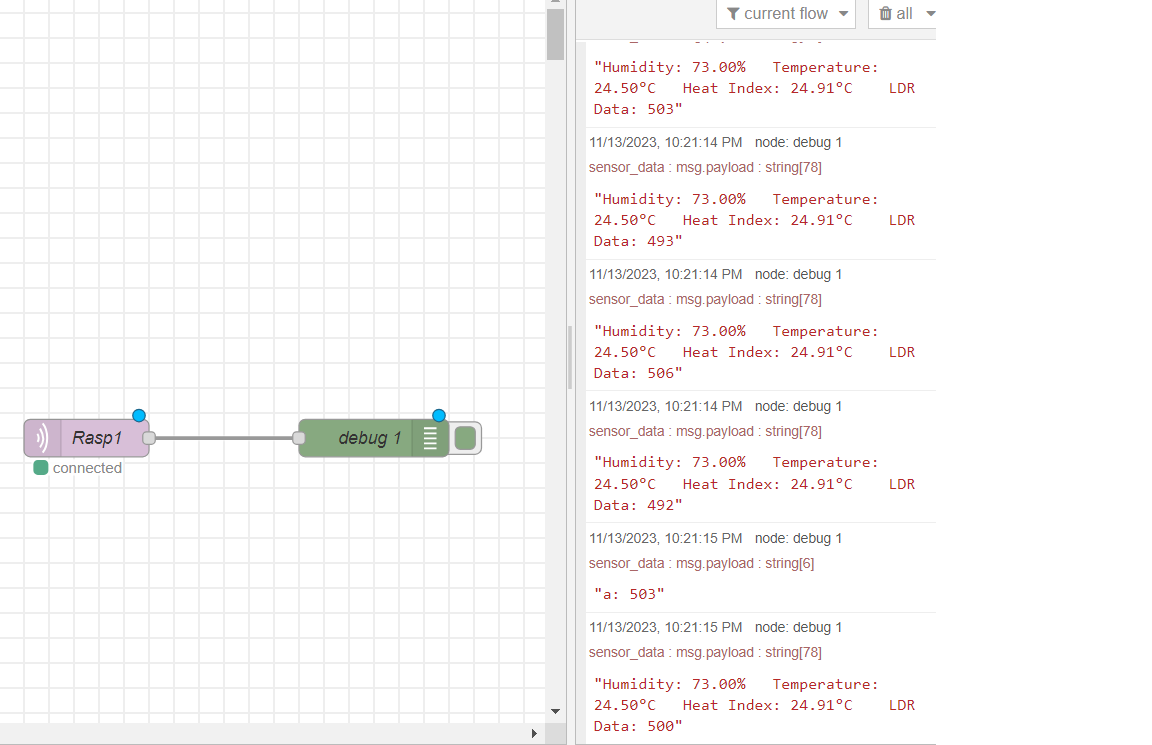 current flow
all
"Humidity: 73.00%   Temperature:
24.50°C   Heat Index: 24.91°C    LDR
Data: 503"
11/13/2023, 10:21:14 PM   node: debug 1
sensor_data : msg.payload : string[78]
"Humidity: 73.00%   Temperature:
24.50°C   Heat Index: 24.91°C    LDR
Data: 493"
11/13/2023, 10:21:14 PM   node: debug 1
sensor_data : msg.payload : string[78]
"Humidity: 73.00%   Temperature:
24.50°C   Heat Index: 24.91°C    LDR
Data: 506"
11/13/2023, 10:21:14 PM   node: debug 1
sensor_data : msg.payload : string[78]
"Humidity: 73.00%   Temperature:
24.50°C   Heat Index: 24.91°C    LDR
Data: 492"
11/13/2023, 10:21:15 PM   node: debug 1
sensor_data : msg.payload : string[6]
"a: 503"
11/13/2023, 10:21:15 PM   node: debug 1
sensor_data : msg.payload : string[78]
"Humidity: 73.00%   Temperature:
24.50°C   Heat Index: 24.91°C    LDR
Data: 500"
Rasp1
connected
debug 1